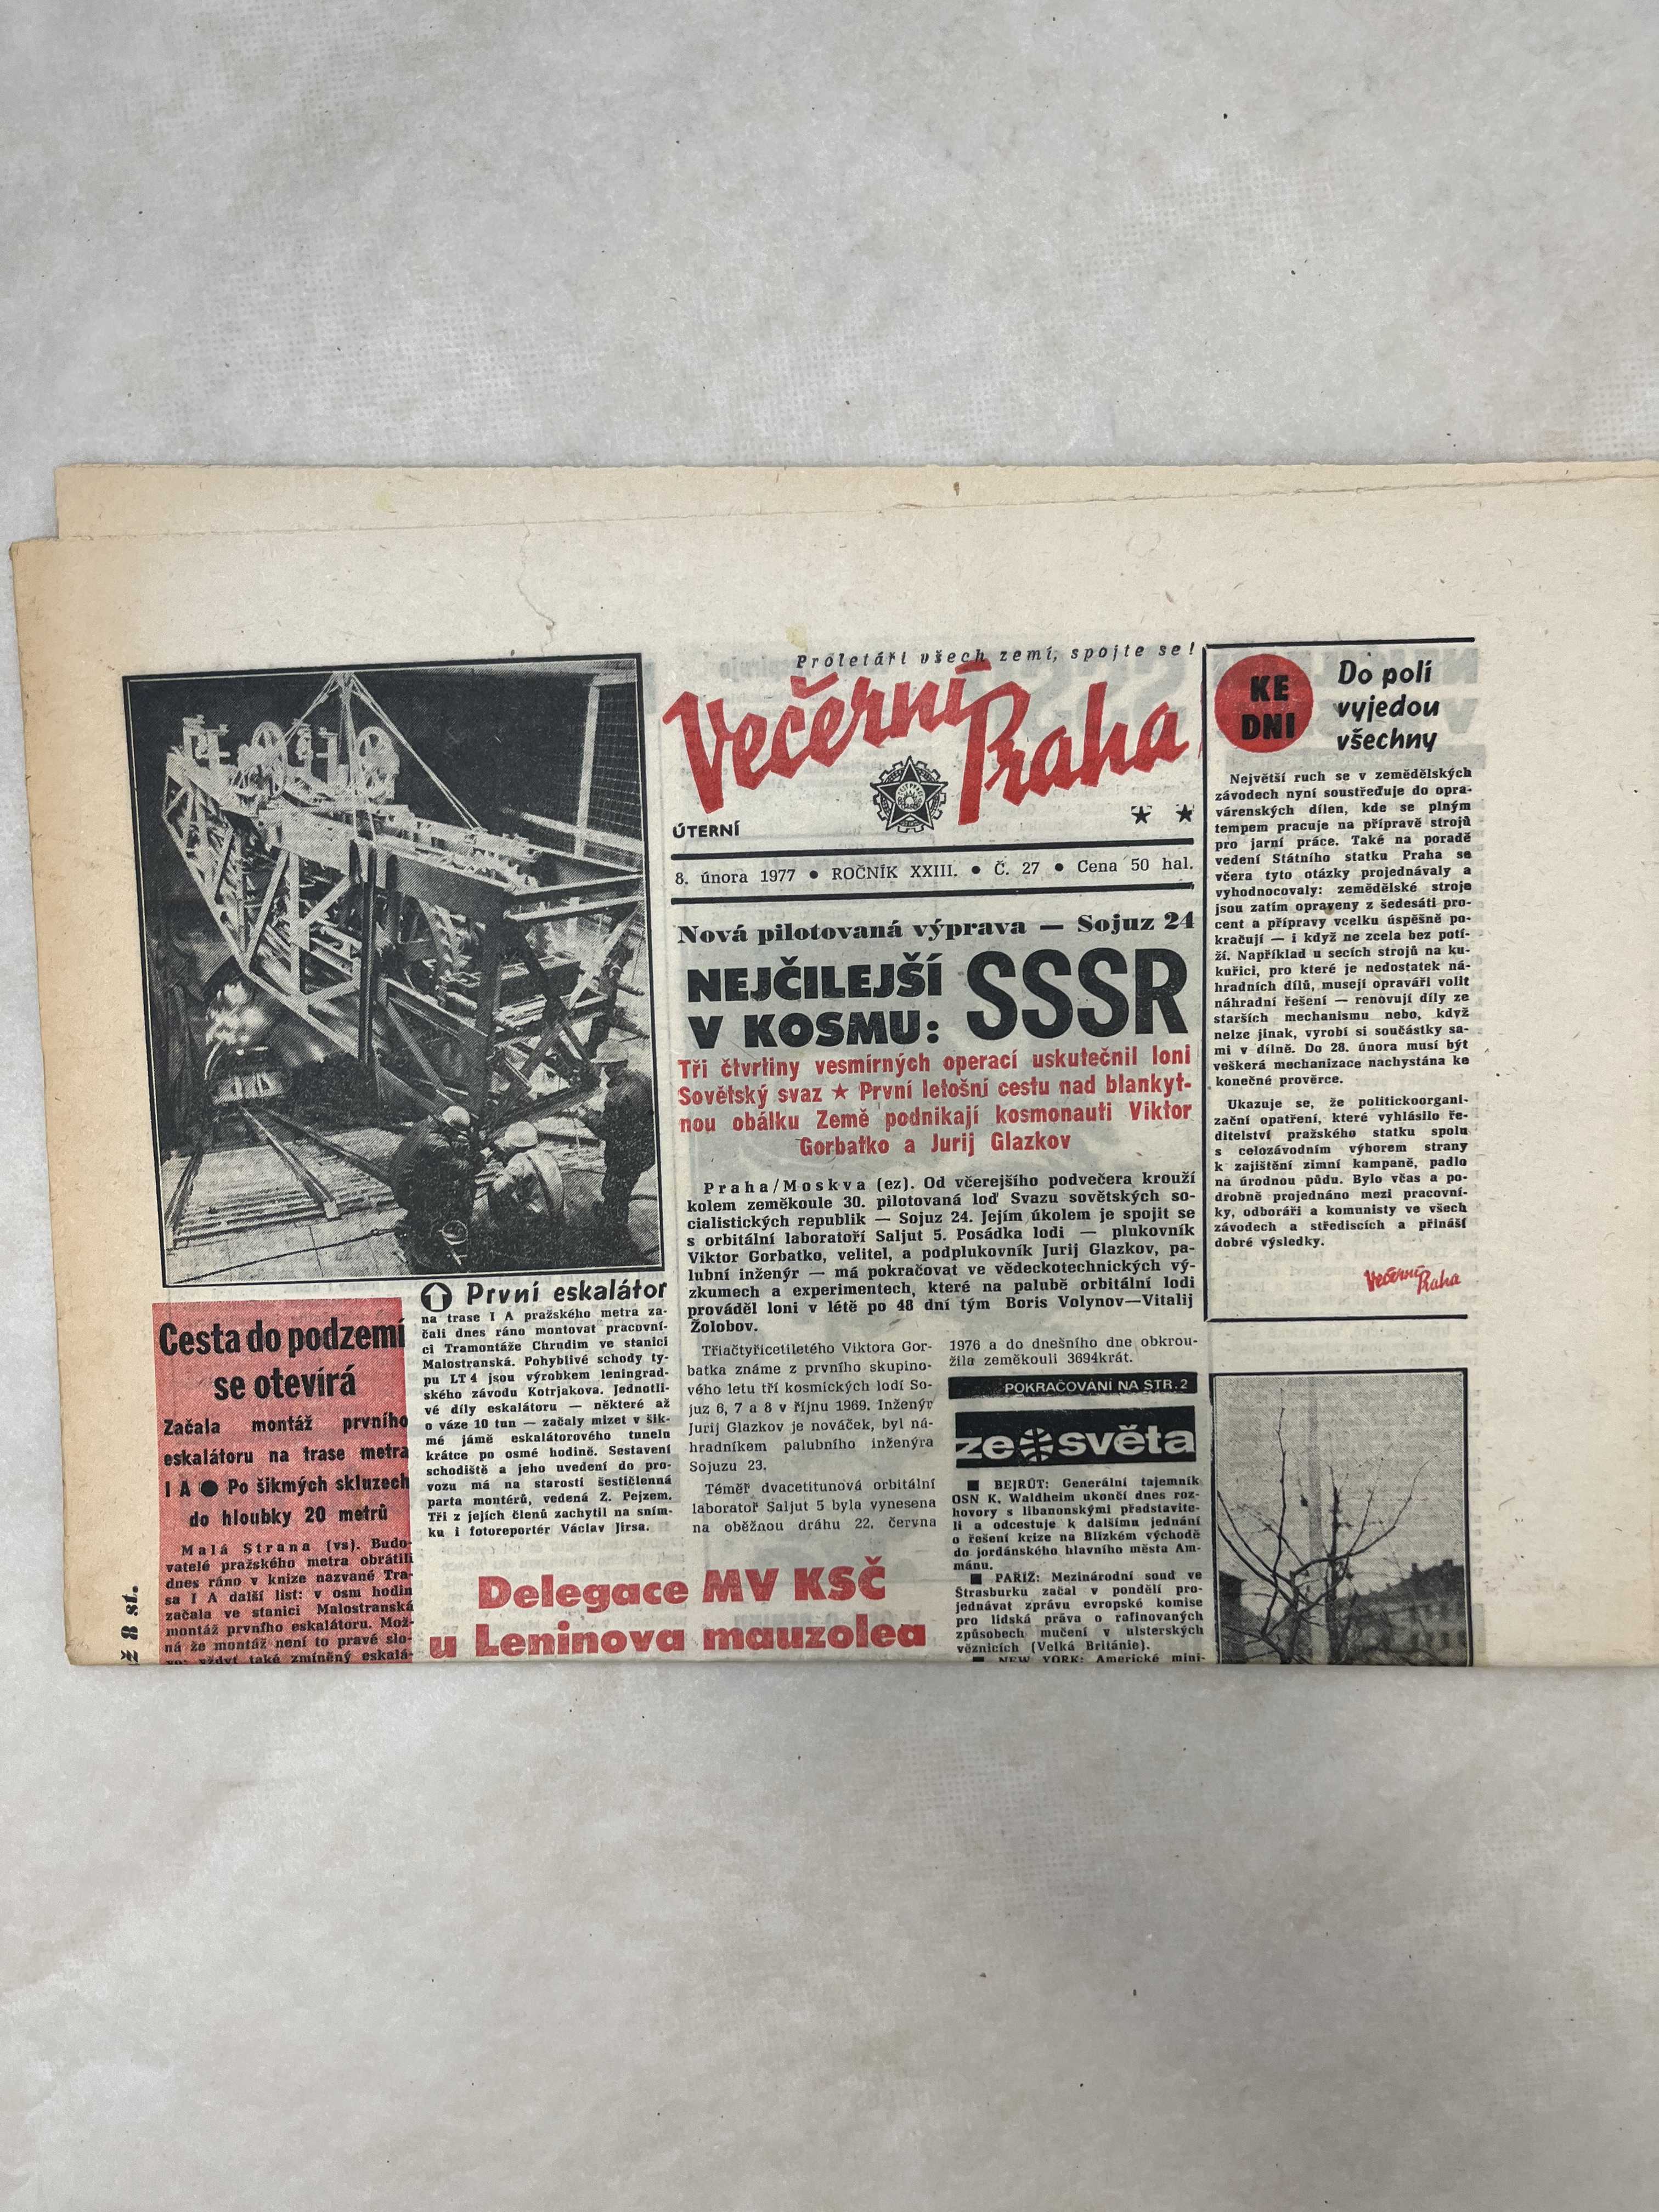 Proletáři všech zemí, spojte se!
Večerní Praha
ÚTERNÍ
8. února 1977 ● ROČNÍK XXIII. ● Č. 27 ● Cena 50 hal.
Nová pilotovaná výprava — Sojuz 24
NEJČILEJŠÍ
V KOSMU: SSSR
Tři čtvrtiny vesmírných operací uskutečnil loni
Sovětský svaz ★ První letošní cestu nad blankyt-
nou obálku Země podnikají kosmonauti Viktor
Gorbatko a Jurij Glazkov
Praha/Moskva (ez). Od včerejšího podvečera krouží
kolem zeměkoule 30. pilotovaná loď Svazu sovětských so-
cialistických republik — Sojuz 24. Jejím úkolem je spojit se
s orbitální laboratoří Saljut 5. Posádka lodi — plukovník
Viktor Gorbatko, velitel, a podplukovník Jurij Glazkov, pa-
lubní inženýr — má pokračovat ve vědeckotechnických vý-
zkumech a experimentech, které na palubě orbitální lodi
prováděl loni v létě po 48 dní tým Boris Volynov—Vitalij
Žolobov.
Třiačtyřicetiletého Viktora Gor-
batka známe z prvního skupino-
vého letu tří kosmických lodí So-
juz 6, 7 a 8 v říjnu 1969. Inženýr
Jurij Glazkov je nováček, byl ná-
hradníkem palubního inženýra
Sojuzu 23.
Téměř dvacetitunová orbitální
laboratoř Saljut 5 byla vynesena
na oběžnou dráhu 22. června
1976 a do dnešního dne obkrou-
žila zeměkouli 3694krát.
POKRAČOVÁNÍ NA STR. 2
ze světa
■ BEJRÚT: Generální tajemník
OSN K. Waldheim ukončí dnes roz-
hovory s libanonskými představite-
li a odcestuje k dalšímu jednání
o řešení krize na Blízkém východě
do jordánského hlavního města Am-
mánu.
■ PAŘÍŽ: Mezinárodní soud ve
Štrasburku začal v pondělí pro-
jednávat zprávu evropské komise
pro lidská práva o rafinovaných
způsobech mučení v ulsterských
věznicích (Velká Británie).
■ NEW YORK: Americké mini-
KE
DNI
Do polí
vyjedou
všechny
Největší ruch se v zemědělských
závodech nyní soustřeďuje do opra-
várenských dílen, kde se plným
tempem pracuje na přípravě strojů
pro jarní práce. Také na poradě
vedení Státního statku Praha se
včera tyto otázky projednávaly a
vyhodnocovaly: zemědělské stroje
jsou zatím opraveny z šedesáti pro-
cent a přípravy vcelku úspěšně po-
kračují — i když ne zcela bez potí-
ží. Například u secích strojů na ku-
kuřici, pro které je nedostatek ná-
hradních dílů, musejí opraváři volit
náhradní řešení — renovují díly ze
starších mechanismu nebo, když
nelze jinak, vyrobí si součástky sa-
mi v dílně. Do 28. února musí být
veškerá mechanizace nachystána ke
konečné prověrce.
Ukazuje se, že politickoorgani-
zační opatření, které vyhlásilo ře-
ditelství pražského statku spolu
s celozávodním výborem strany
k zajištění zimní kampaně, padlo
na úrodnou půdu. Bylo včas a po-
drobně projednáno mezi pracovní-
ky, odboráři a komunisty ve všech
závodech a střediscích a přináší
dobré výsledky.
Večerní Praha
První eskalátor
na trase I A pražského metra za-
čali dnes ráno montovat pracovní-
ci Tramontáže Chrudim ve stanici
Malostranská. Pohyblivé schody ty-
pu LT 4 jsou výrobkem leningrad-
ského závodu Kotrjakova. Jednotli-
vé díly eskalátoru — některé až
o váze 10 tun — začaly mizet v šik-
mé jámě eskalátorového tunelu
krátce po osmé hodině. Sestavení
schodiště a jeho uvedení do pro-
vozu má na starosti šestičlenná
parta montérů, vedená Z. Pejzem.
Tři z jejích členů zachytil na sním-
ku i fotoreportér Václav Jirsa.
Cesta do podzemí
se otevírá
Začala montáž prvního
eskalátoru na trase metra
I A ● Po šikmých skluzech
do hloubky 20 metrů
Malá Strana (vs). Budo-
vatelé pražského metra obrátili
dnes ráno v knize nazvané Tra-
sa I A další list: v osm hodin
začala ve stanici Malostranská
montáž prvního eskalátoru. Mož-
ná že montáž není to pravé slo-
vo; vždyť také zmíněný eskalá-
Delegace MV KSČ
u Leninova mauzolea
ž 8 st.